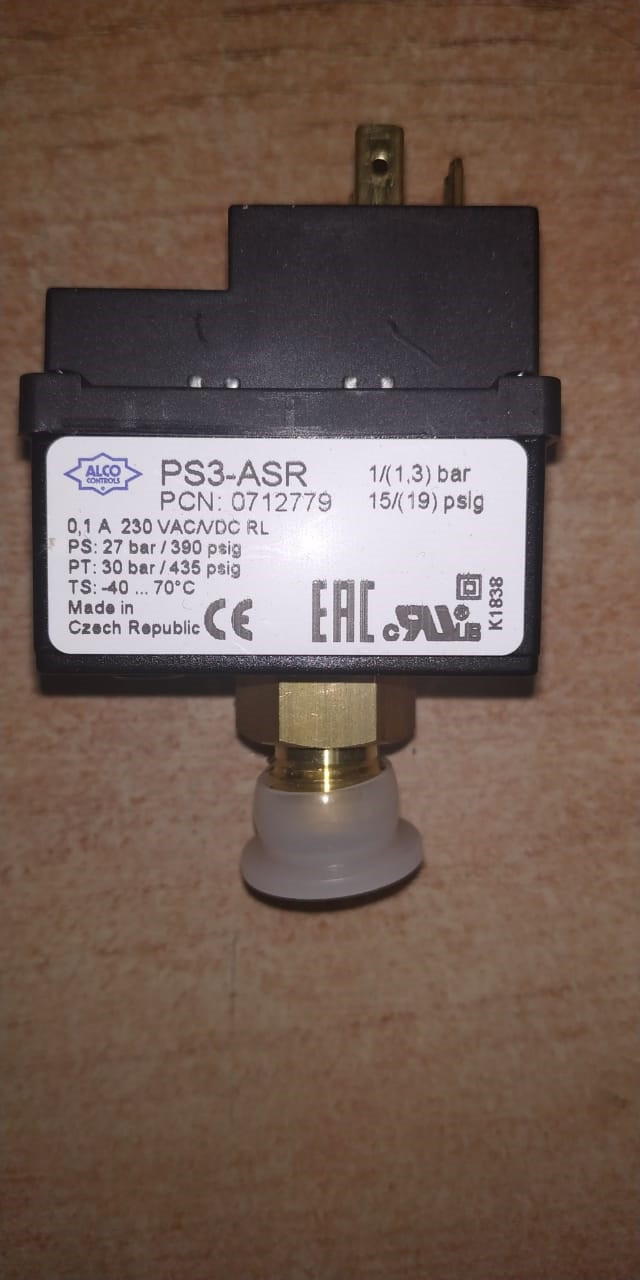 ALCO
CONTROLS
PS3-ASR 1/(1,3) bar
PCN: 0712779 15/(19) psig
0,1 A 230 VAC/VDC RL
PS: 27 bar / 390 psig
PT: 30 bar / 435 psig
TS: -40 ... 70°C
Made in
Czech Republic CE EAC c RU US
K1838